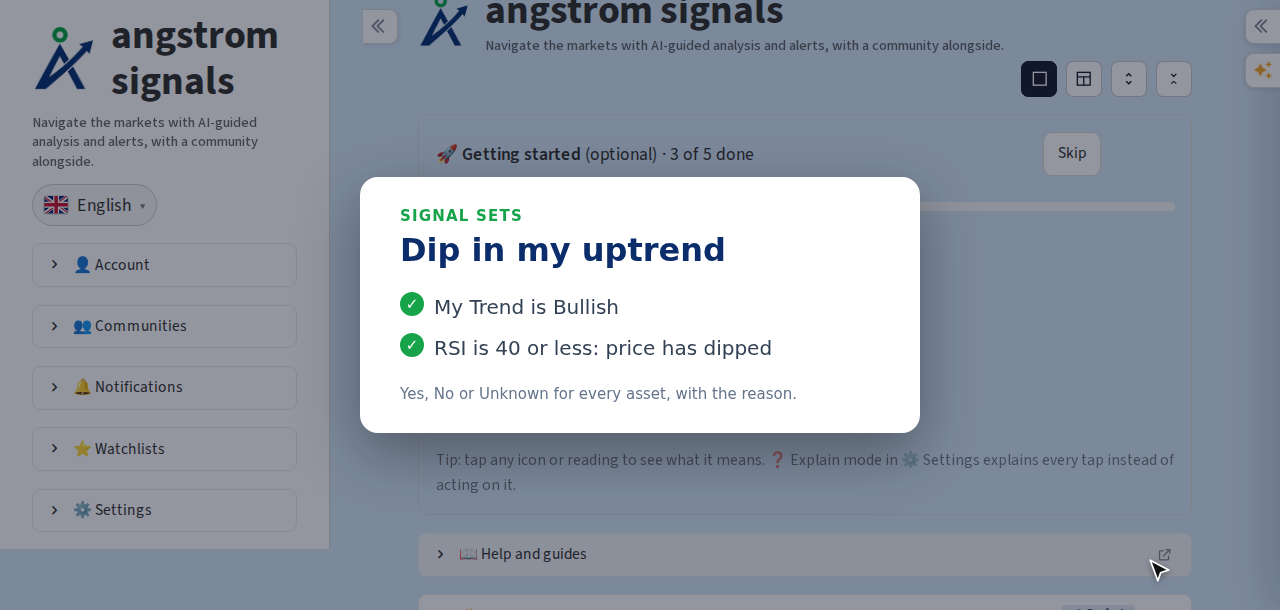 angstrom
signals
Navigate the markets with AI-guided
analysis and alerts, with a community
alongside.
English
Account
Communities
Notifications
Watchlists
Settings
angstrom signals
Navigate the markets with AI-guided analysis and alerts, with a community alongside.
Getting started (optional) · 3 of 5 done
Skip
SIGNAL SETS
Dip in my uptrend
My Trend is Bullish
RSI is 40 or less: price has dipped
Yes, No or Unknown for every asset, with the reason.
Tip: tap any icon or reading to see what it means. ❓ Explain mode in ⚙️ Settings explains every tap instead of
acting on it.
Help and guides